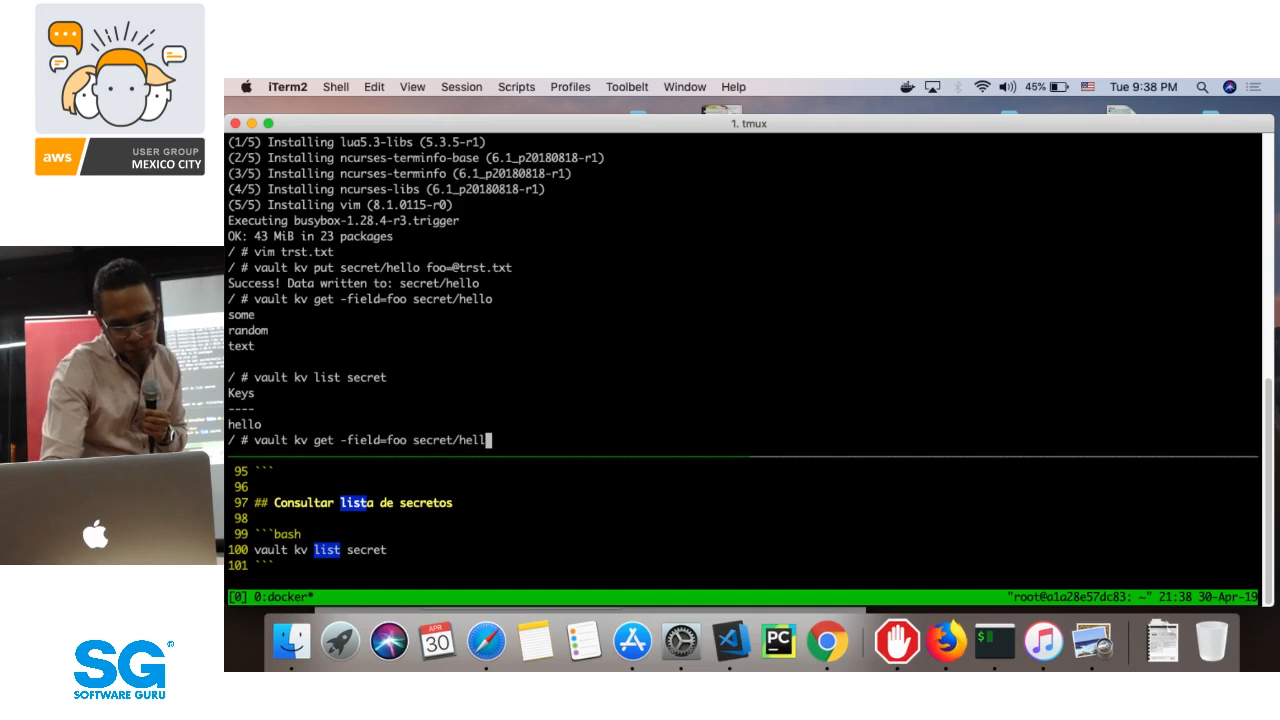 aws
USER GROUP
MEXICO CITY
iTerm2 Shell Edit View Session Scripts Profiles Toolbelt Window Help 45% Tue 9:38 PM
1. tmux
(1/5) Installing lua5.3-libs (5.3.5-r1)
(2/5) Installing ncurses-terminfo-base (6.1_p20180818-r1)
(3/5) Installing ncurses-terminfo (6.1_p20180818-r1)
(4/5) Installing ncurses-libs (6.1_p20180818-r1)
(5/5) Installing vim (8.1.0115-r0)
Executing busybox-1.28.4-r3.trigger
OK: 43 MiB in 23 packages
/ # vim trst.txt
/ # vault kv put secret/hello foo=@trst.txt
Success! Data written to: secret/hello
/ # vault kv get -field=foo secret/hello
some
random
text
/ # vault kv list secret
Keys
----
hello
/ # vault kv get -field=foo secret/hell
95 ```
96
97 ## Consultar lista de secretos
98
99 ```bash
100 vault kv list secret
101 ```
[0] 0:docker* "root@a1a28e57dc83: ~" 21:38 30-Apr-19
APR
30
PC
$
SG®
SOFTWARE GURU